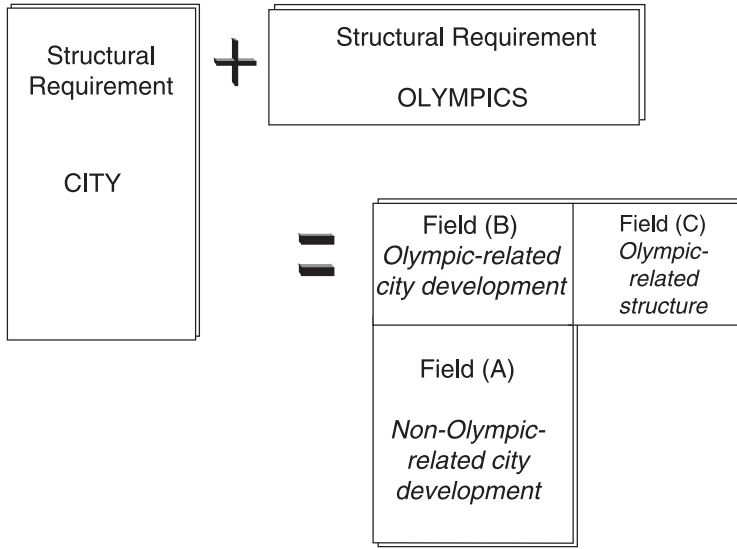 Structural
Requirement
CITY
+
Structural Requirement
OLYMPICS
=
Field (B)
Olympic-related
city development
Field (C)
Olympic-
related
structure
Field (A)
Non-Olympic-
related city
development